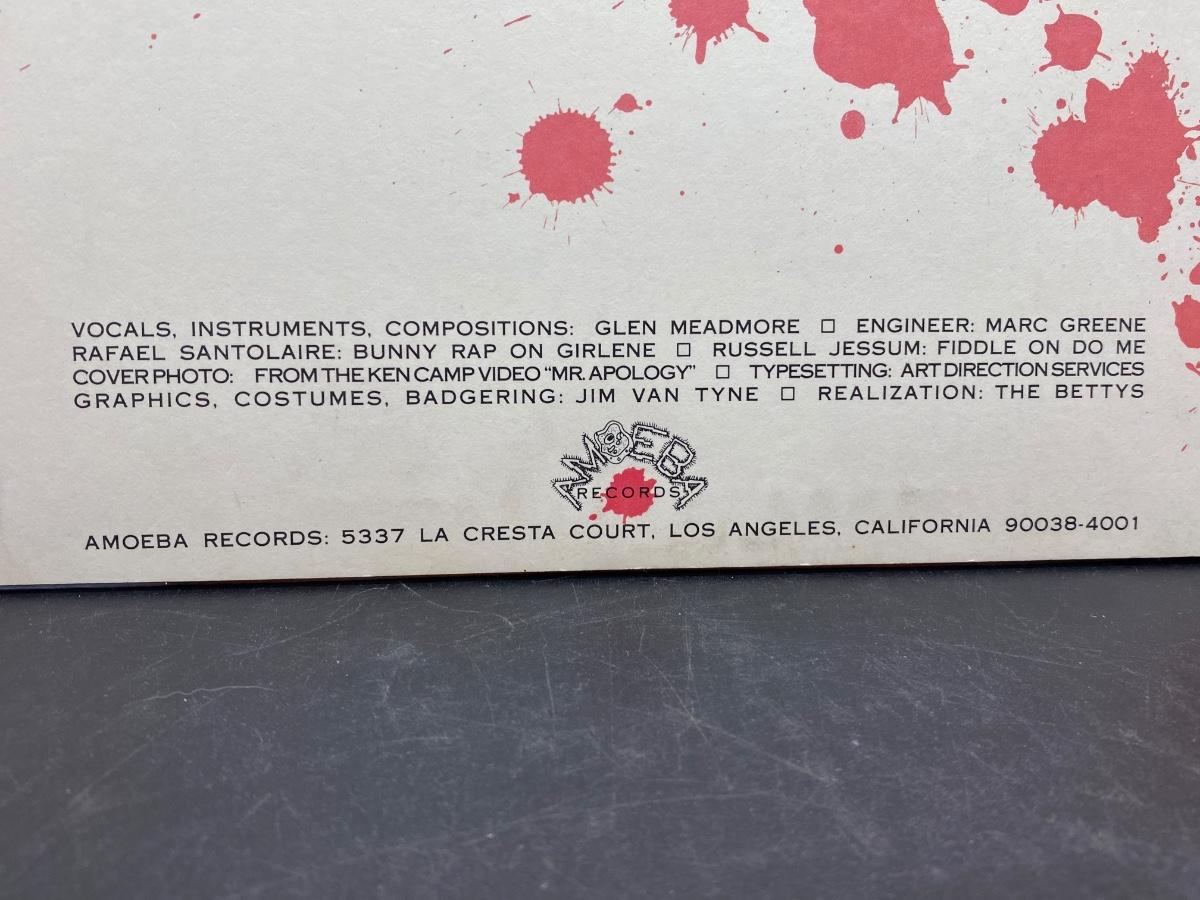 VOCALS, INSTRUMENTS, COMPOSITIONS: GLEN MEADMORE □ ENGINEER: MARC GREENE
RAFAEL SANTOLAIRE: BUNNY RAP ON GIRLENE □ RUSSELL JESSUM: FIDDLE ON DO ME
COVER PHOTO: FROM THE KEN CAMP VIDEO “MR. APOLOGY” □ TYPESETTING: ART DIRECTION SERVICES
GRAPHICS, COSTUMES, BADGERING: JIM VAN TYNE □ REALIZATION: THE BETTYS
AMOEBA
RECORDS
AMOEBA RECORDS: 5337 LA CRESTA COURT, LOS ANGELES, CALIFORNIA 90038-4001